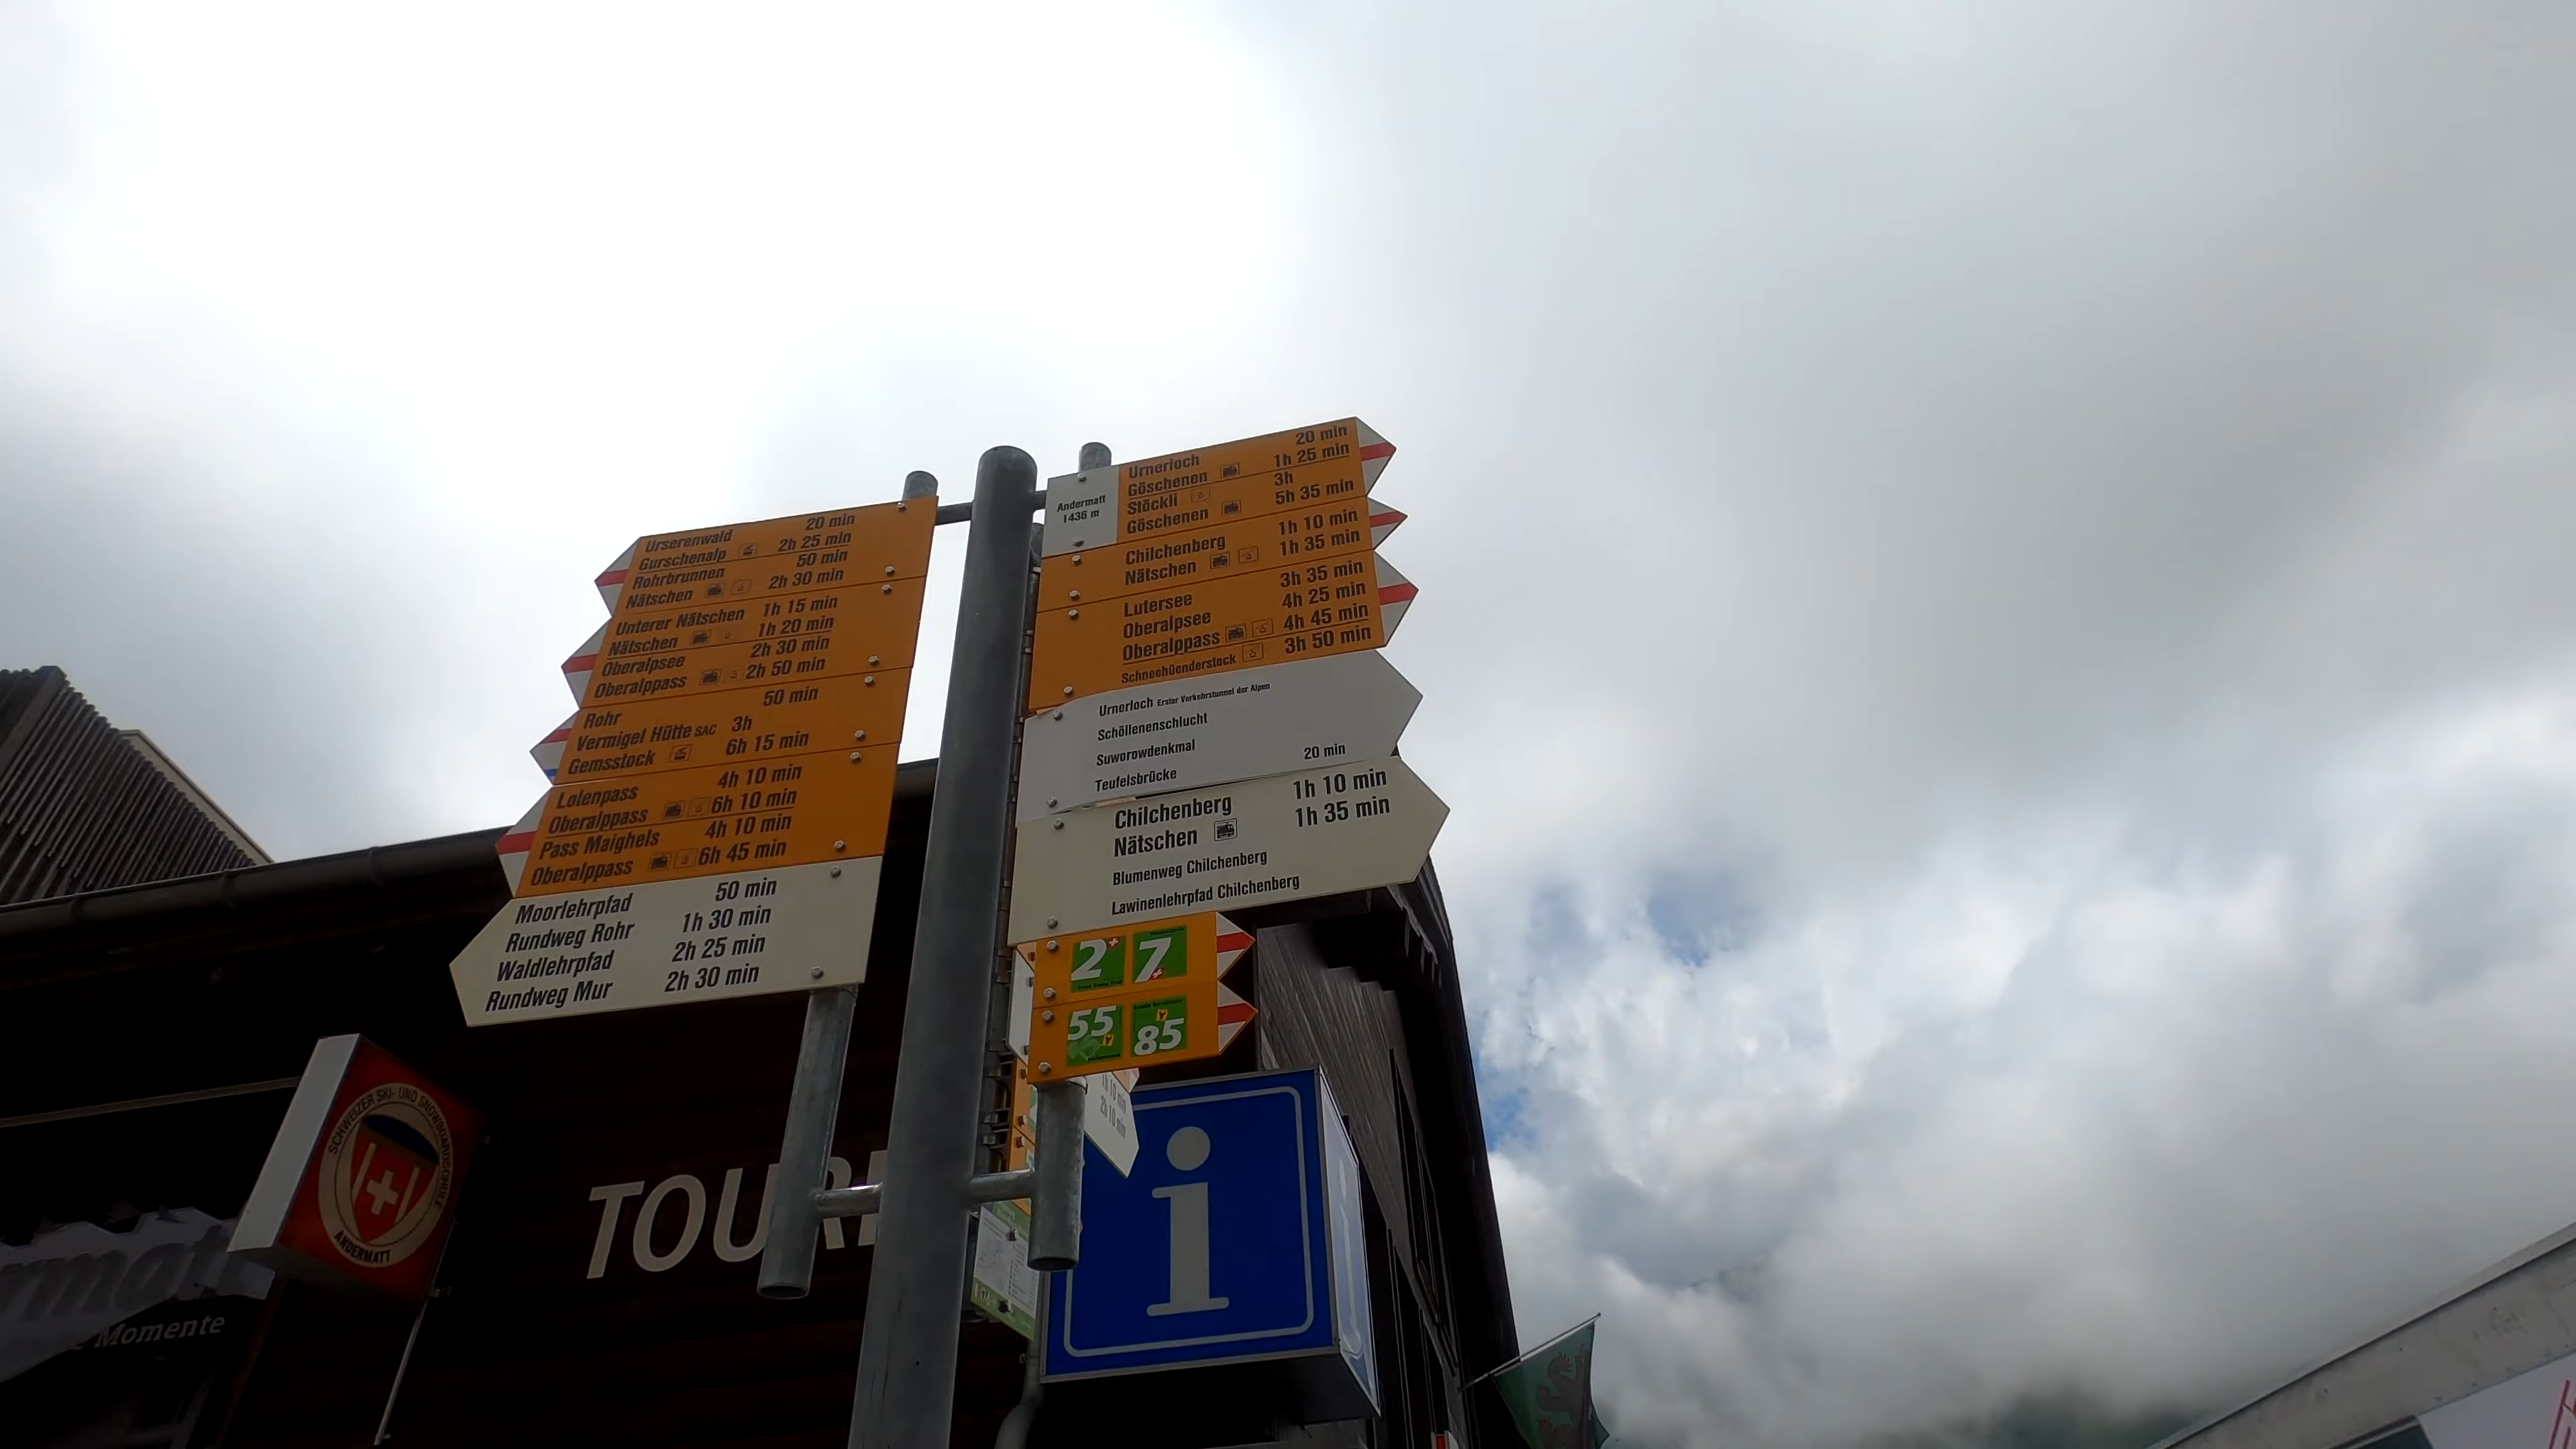 Urserenwald 20 min
Gurschenalp 2h 25 min
Rohrbrunnen 50 min
Nätschen 2h 30 min
Unterer Nätschen 1h 15 min
Nätschen 1h 20 min
Oberalpsee 2h 30 min
Oberalppass 2h 50 min
Rohr 50 min
Vermigel Hütte SAC 3h
Gemsstock 6h 15 min
Lolenpass 4h 10 min
Oberalppass 6h 10 min
Pass Maighels 4h 10 min
Oberalppass 6h 45 min
Moorlehrpfad 50 min
Rundweg Rohr 1h 30 min
Waldlehrpfad 2h 25 min
Rundweg Mur 2h 30 min
Andermatt
1436 m
Urnerloch 20 min
Göschenen 1h 25 min
Stöckli 3h
Göschenen 5h 35 min
Chilchenberg 1h 10 min
Nätschen 1h 35 min
Lutersee 3h 35 min
Oberalpsee 4h 25 min
Oberalppass 4h 45 min
Schneehüenderstock 3h 50 min
Urnerloch Erster Verkehrstunnel der Alpen
Schöllenenschlucht
Suworowdenkmal
Teufelsbrücke 20 min
Chilchenberg 1h 10 min
Nätschen 1h 35 min
Blumenweg Chilchenberg
Lawinenlehrpfad Chilchenberg
2 7
55 85
1h 10 min
2h 10 min
i
SCHWEIZER SKI- UND SNOWBOARDSCHULE
ANDERMATT
TOUR
Momente